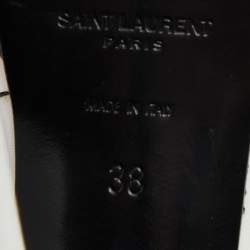 SAINT LAURENT
PARIS
MADE IN ITALY
38